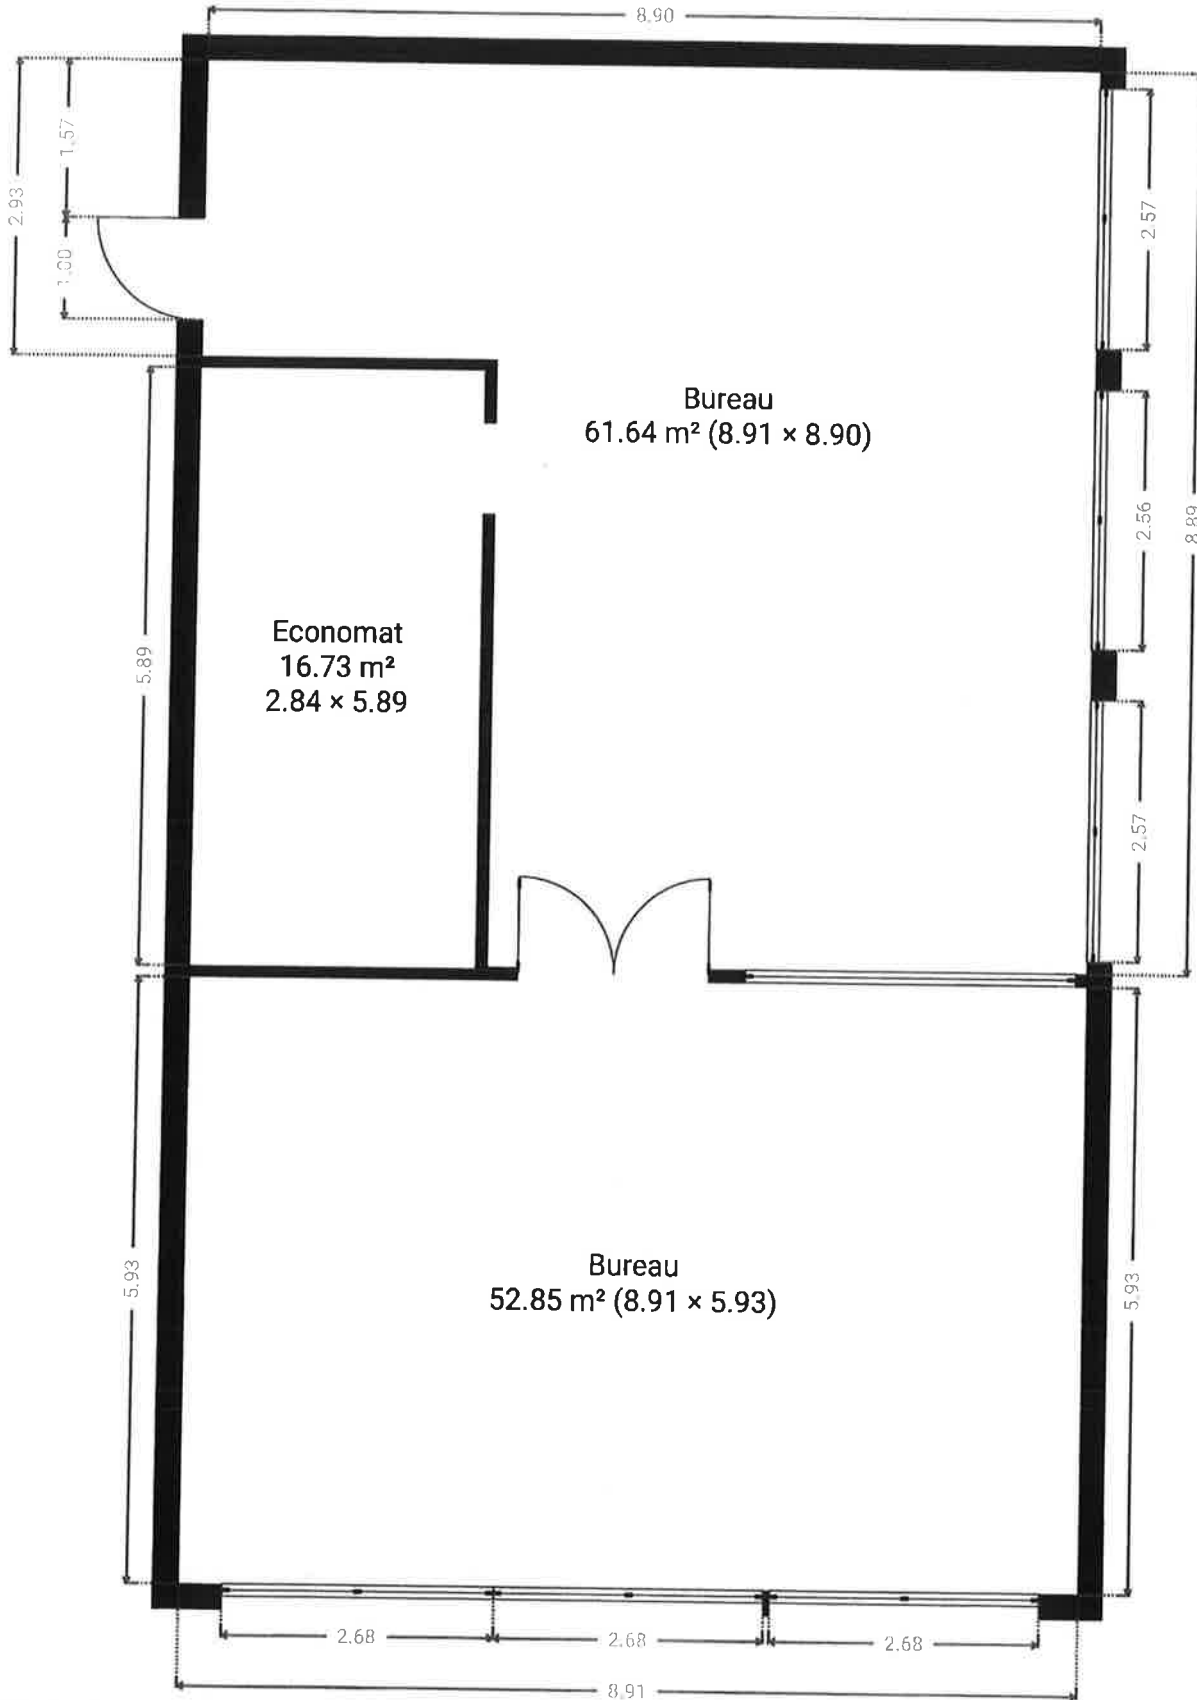 8.90
1.57
2.93
1.00
2.57
Bureau
61.64 m² (8.91 × 8.90)
2.56
8.89
Economat
16.73 m²
2.84 × 5.89
5.89
2.57
Bureau
52.85 m² (8.91 × 5.93)
5.93
5.93
2.68
2.68
2.68
8.91